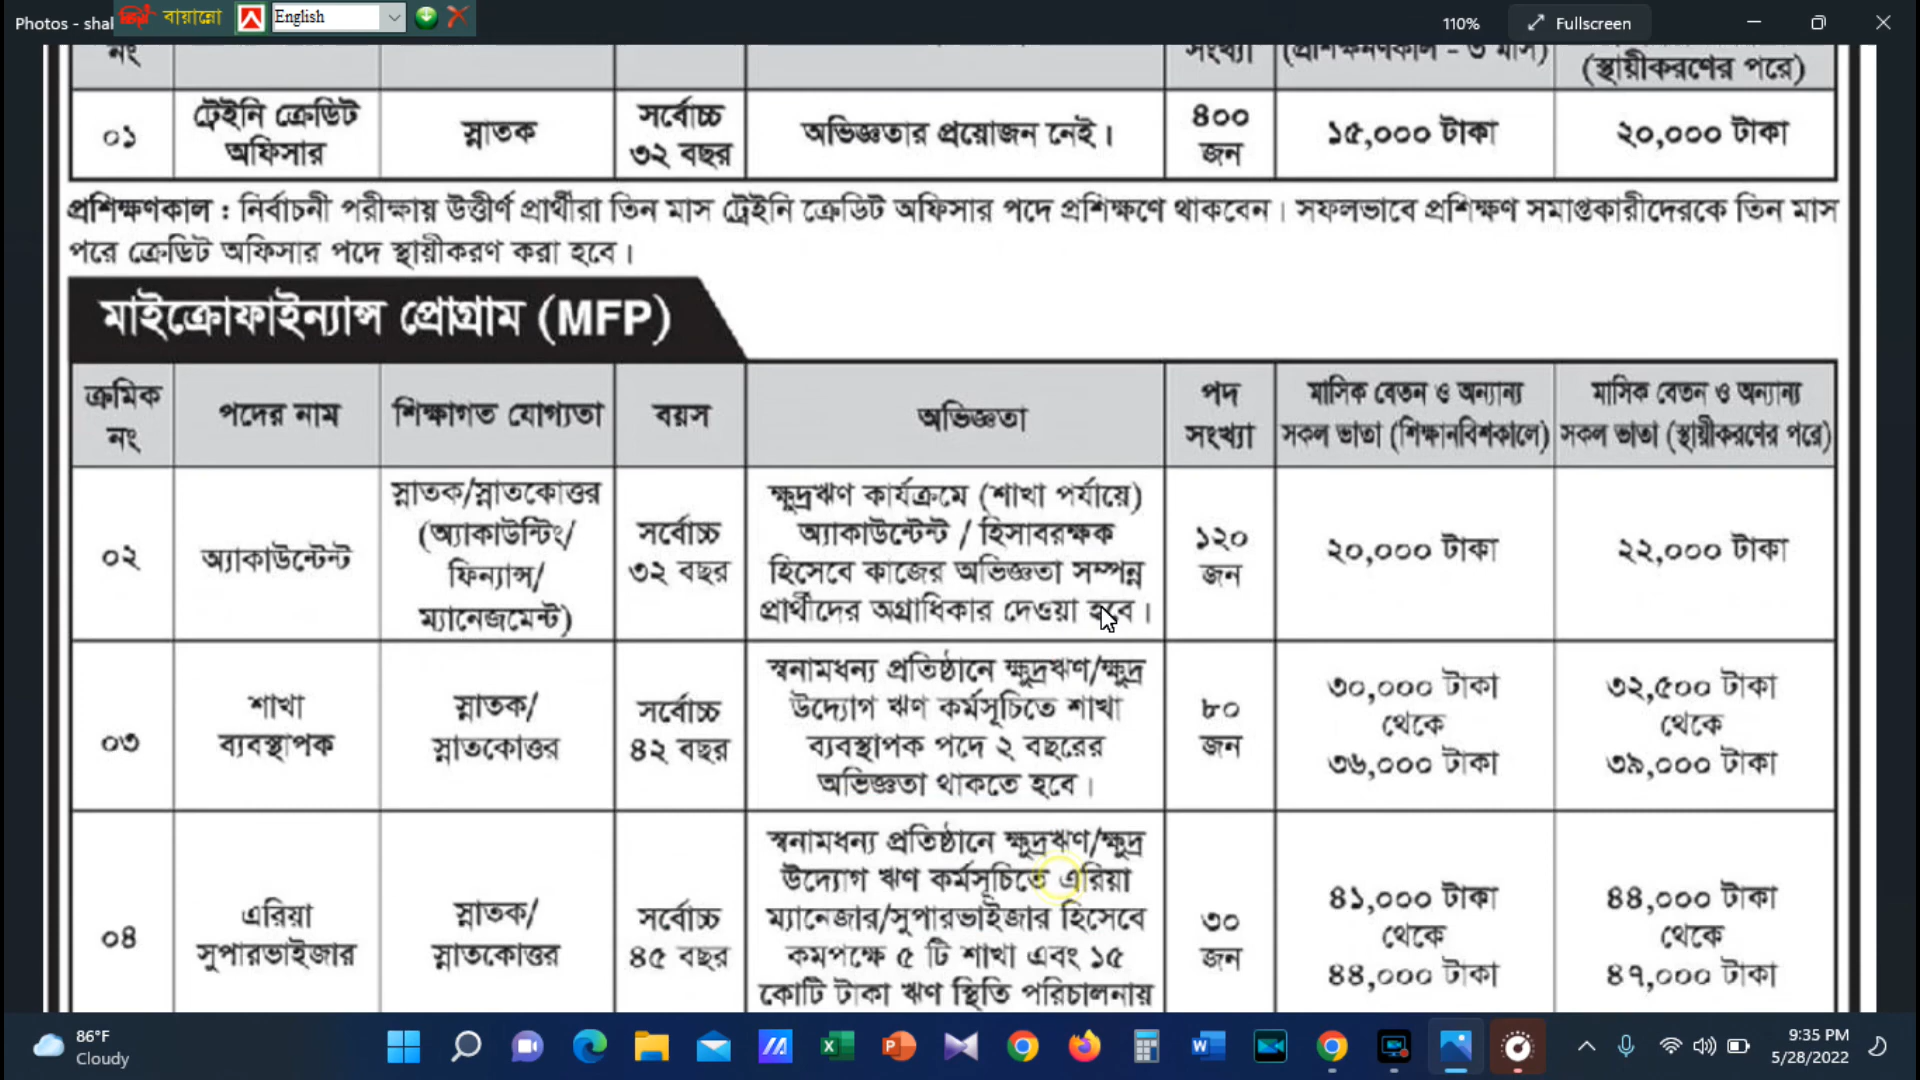 Photos - shal
বায়ান্নো
English
110%
Fullscreen
নং
সংখ্যা
(প্রশিক্ষণকাল - ৩ মাস)
(স্থায়ীকরণের পরে)
০১
ট্রেইনি ক্রেডিট
অফিসার
স্নাতক
সর্বোচ্চ
৩২ বছর
অভিজ্ঞতার প্রয়োজন নেই।
৪০০
জন
১৫,০০০ টাকা
২০,০০০ টাকা
প্রশিক্ষণকাল : নির্বাচনী পরীক্ষায় উত্তীর্ণ প্রার্থীরা তিন মাস ট্রেইনি ক্রেডিট অফিসার পদে প্রশিক্ষণে থাকবেন। সফলভাবে প্রশিক্ষণ সমাপ্তকারীদেরকে তিন মাস
পরে ক্রেডিট অফিসার পদে স্থায়ীকরণ করা হবে।
মাইক্রোফাইন্যান্স প্রোগ্রাম (MFP)
ক্রমিক
নং
পদের নাম
শিক্ষাগত যোগ্যতা
বয়স
অভিজ্ঞতা
পদ
সংখ্যা
মাসিক বেতন ও অন্যান্য
সকল ভাতা (শিক্ষানবিশকালে)
মাসিক বেতন ও অন্যান্য
সকল ভাতা (স্থায়ীকরণের পরে)
০২
অ্যাকাউন্টেন্ট
স্নাতক/স্নাতকোত্তর
(অ্যাকাউন্টিং/
ফিন্যান্স/
ম্যানেজমেন্ট)
সর্বোচ্চ
৩২ বছর
ক্ষুদ্রঋণ কার্যক্রমে (শাখা পর্যায়ে)
অ্যাকাউন্টেন্ট / হিসাবরক্ষক
হিসেবে কাজের অভিজ্ঞতা সম্পন্ন
প্রার্থীদের অগ্রাধিকার দেওয়া হবে।
১২০
জন
২০,০০০ টাকা
২২,০০০ টাকা
০৩
শাখা
ব্যবস্থাপক
স্নাতক/
স্নাতকোত্তর
সর্বোচ্চ
৪২ বছর
স্বনামধন্য প্রতিষ্ঠানে ক্ষুদ্রঋণ/ক্ষুদ্র
উদ্যোগ ঋণ কর্মসূচিতে শাখা
ব্যবস্থাপক পদে ২ বছরের
অভিজ্ঞতা থাকতে হবে।
৮০
জন
৩০,০০০ টাকা
থেকে
৩৬,০০০ টাকা
৩২,৫০০ টাকা
থেকে
৩৯,০০০ টাকা
০৪
এরিয়া
সুপারভাইজার
স্নাতক/
স্নাতকোত্তর
সর্বোচ্চ
৪৫ বছর
স্বনামধন্য প্রতিষ্ঠানে ক্ষুদ্রঋণ/ক্ষুদ্র
উদ্যোগ ঋণ কর্মসূচিতে এরিয়া
ম্যানেজার/সুপারভাইজার হিসেবে
কমপক্ষে ৫ টি শাখা এবং ১৫
কোটি টাকা ঋণ স্থিতি পরিচালনায়
৩০
জন
৪১,০০০ টাকা
থেকে
৪৪,০০০ টাকা
৪৪,০০০ টাকা
থেকে
৪৭,০০০ টাকা
86°F
Cloudy
9:35 PM
5/28/2022